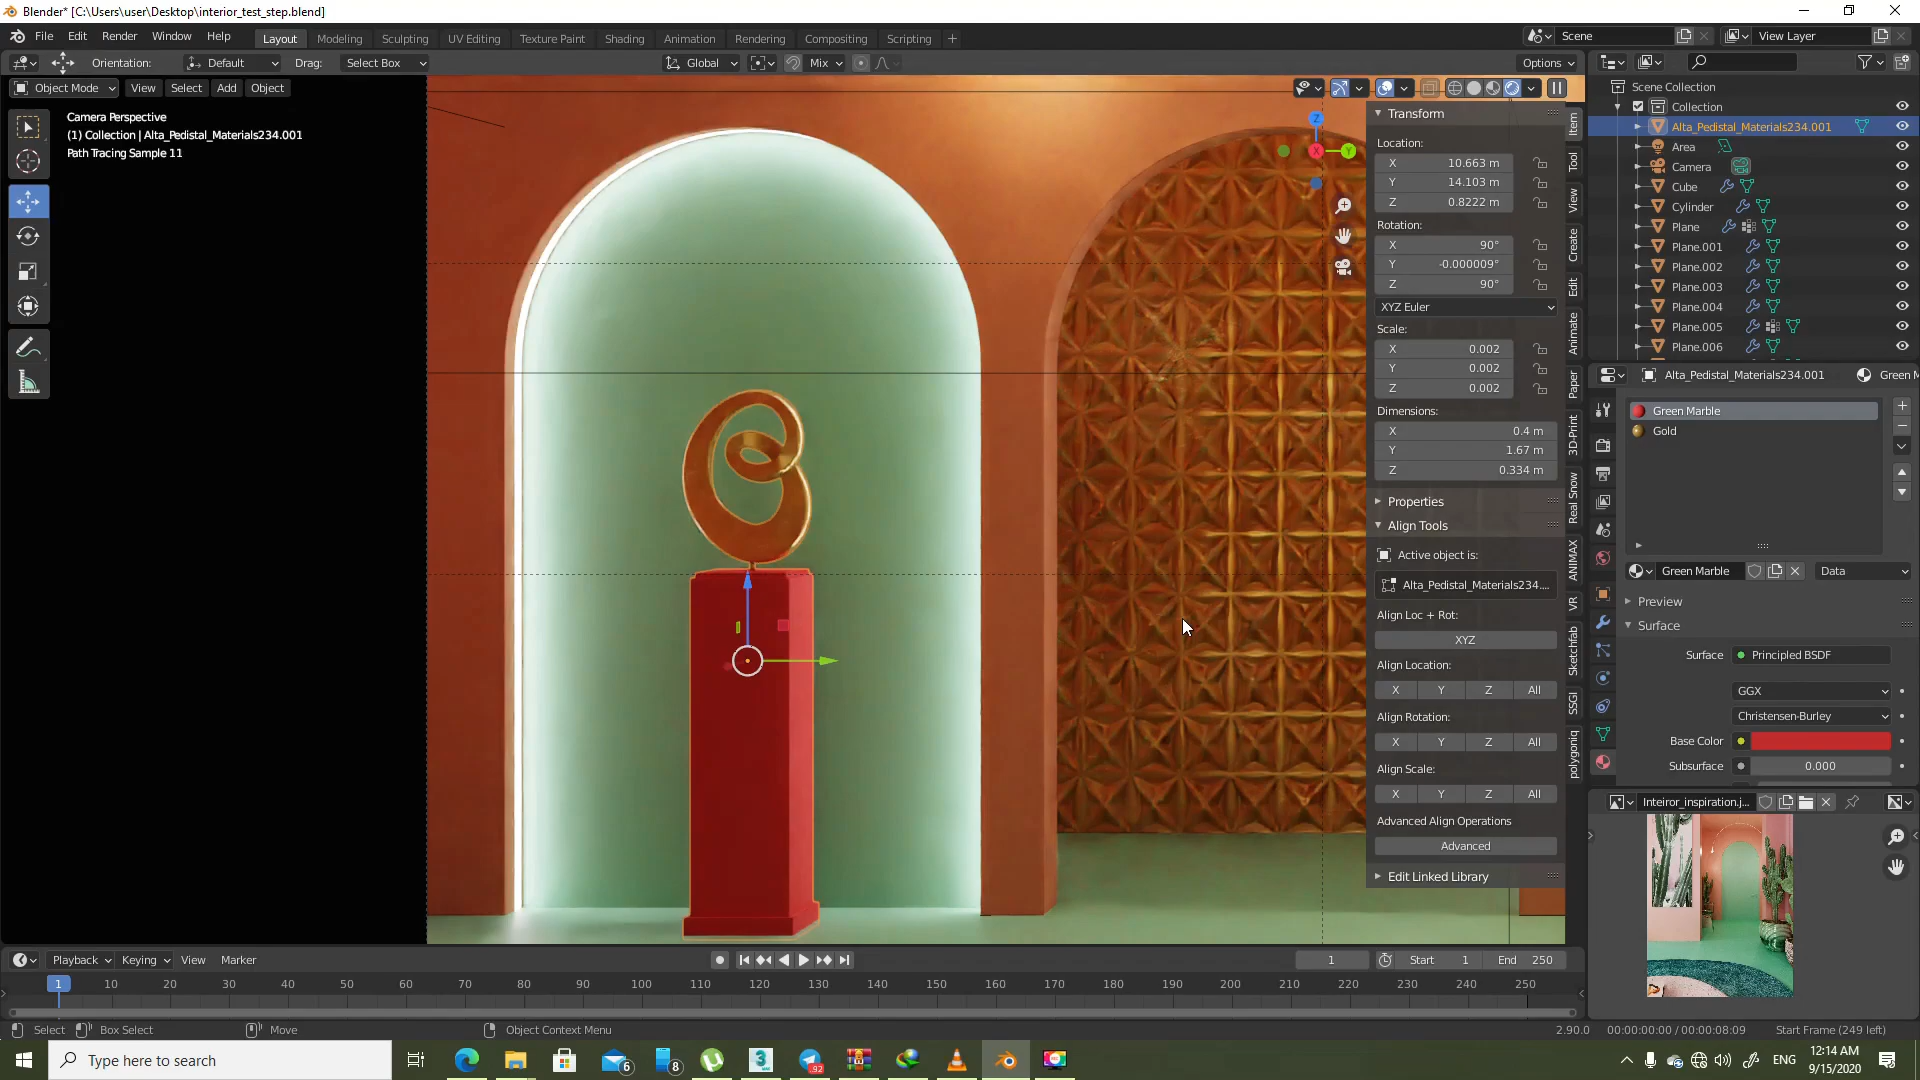 Blender* [C:\Users\user\Desktop\interior_test_step.blend]
File Edit Render Window Help Layout Modeling Sculpting UV Editing Texture Paint Shading Animation Rendering Compositing Scripting + Scene View Layer
Orientation: Default Drag: Select Box Global Mix Options
Object Mode View Select Add Object
Camera Perspective
(1) Collection | Alta_Pedistal_Materials234.001
Path Tracing Sample 11
Z
X
Y
Transform
Location:
X 10.663 m
Y 14.103 m
Z 0.8222 m
Rotation:
X 90°
Y -0.000009°
Z 90°
XYZ Euler
Scale:
X 0.002
Y 0.002
Z 0.002
Dimensions:
X 0.4 m
Y 1.67 m
Z 0.334 m
Properties
Align Tools
Active object is:
Alta_Pedistal_Materials234....
Align Loc + Rot:
XYZ
Align Location:
X Y Z All
Align Rotation:
X Y Z All
Align Scale:
X Y Z All
Advanced Align Operations
Advanced
Edit Linked Library
Item
Tool
View
Create
Edit
Animate
Paper
3D-Print
Real Snow
ANIMAX
VR
Sketchfab
SSGI
polygoniq
Scene Collection
Collection
Alta_Pedistal_Materials234.001
Area
Camera
Cube
Cylinder
Plane
Plane.001
Plane.002
Plane.003
Plane.004
Plane.005
Plane.006
Alta_Pedistal_Materials234.001 Green M
Green Marble
Gold
Green Marble Data
Preview
Surface
Surface Principled BSDF
GGX
Christensen-Burley
Base Color
Subsurface 0.000
Inteiror_inspiration.j...
Playback Keying View Marker 1 Start 1 End 250
1 10 20 30 40 50 60 70 80 90 100 110 120 130 140 150 160 170 180 190 200 210 220 230 240 250
Select Box Select Move Object Context Menu 2.90.0 00:00:00:00 / 00:00:08:09 Start Frame (249 left)
Type here to search
6
8
3
92
ENG
12:14 AM
9/15/2020